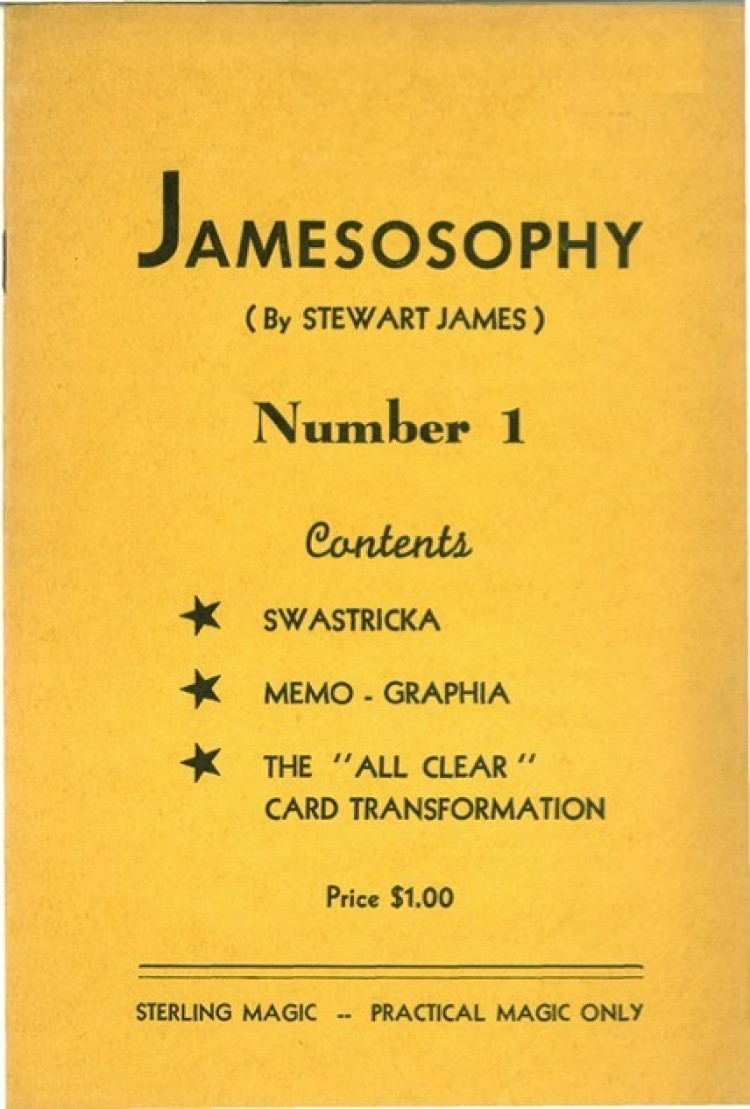 JAMESOSOPHY
( By STEWART JAMES )
Number 1
Contents
SWASTRICKA
MEMO - GRAPHIA
THE "ALL CLEAR"
CARD TRANSFORMATION
Price $1.00
STERLING MAGIC -- PRACTICAL MAGIC ONLY